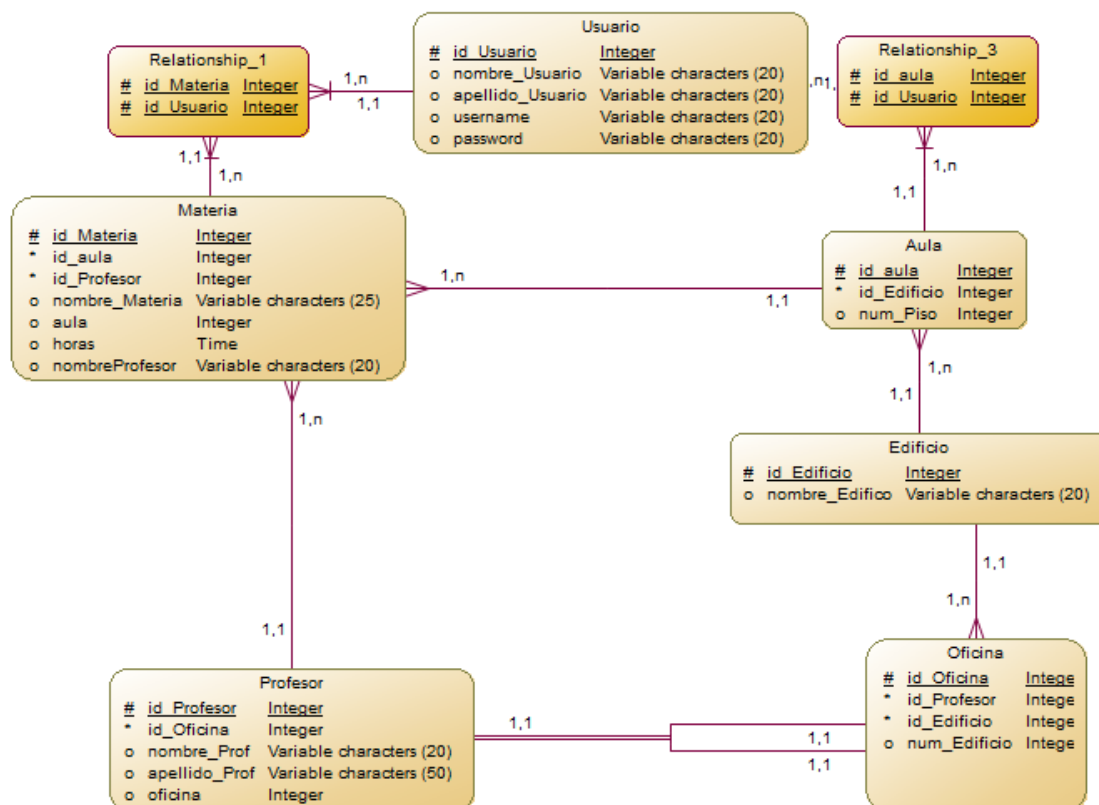 Relationship_1
# id_Materia Integer
# id_Usuario Integer
1,n
1,1
Usuario
# id_Usuario Integer
o nombre_Usuario Variable characters (20)
o apellido_Usuario Variable characters (20)
o username Variable characters (20)
o password Variable characters (20)
,n1,
Relationship_3
# id_aula Integer
# id_Usuario Integer
1,1
1,n
1,n
1,1
Materia
# id_Materia Integer
* id_aula Integer
* id_Profesor Integer
o nombre_Materia Variable characters (25)
o aula Integer
o horas Time
o nombreProfesor Variable characters (20)
1,n
1,1
Aula
# id_aula Integer
* id_Edificio Integer
o num_Piso Integer
1,n
1,1
1,n
1,1
Edificio
# id_Edificio Integer
o nombre_Edifico Variable characters (20)
1,1
1,n
Profesor
# id_Profesor Integer
* id_Oficina Integer
o nombre_Prof Variable characters (20)
o apellido_Prof Variable characters (50)
o oficina Integer
1,1
1,1
1,1
Oficina
# id_Oficina Intege
* id_Profesor Intege
* id_Edificio Intege
o num_Edificio Intege